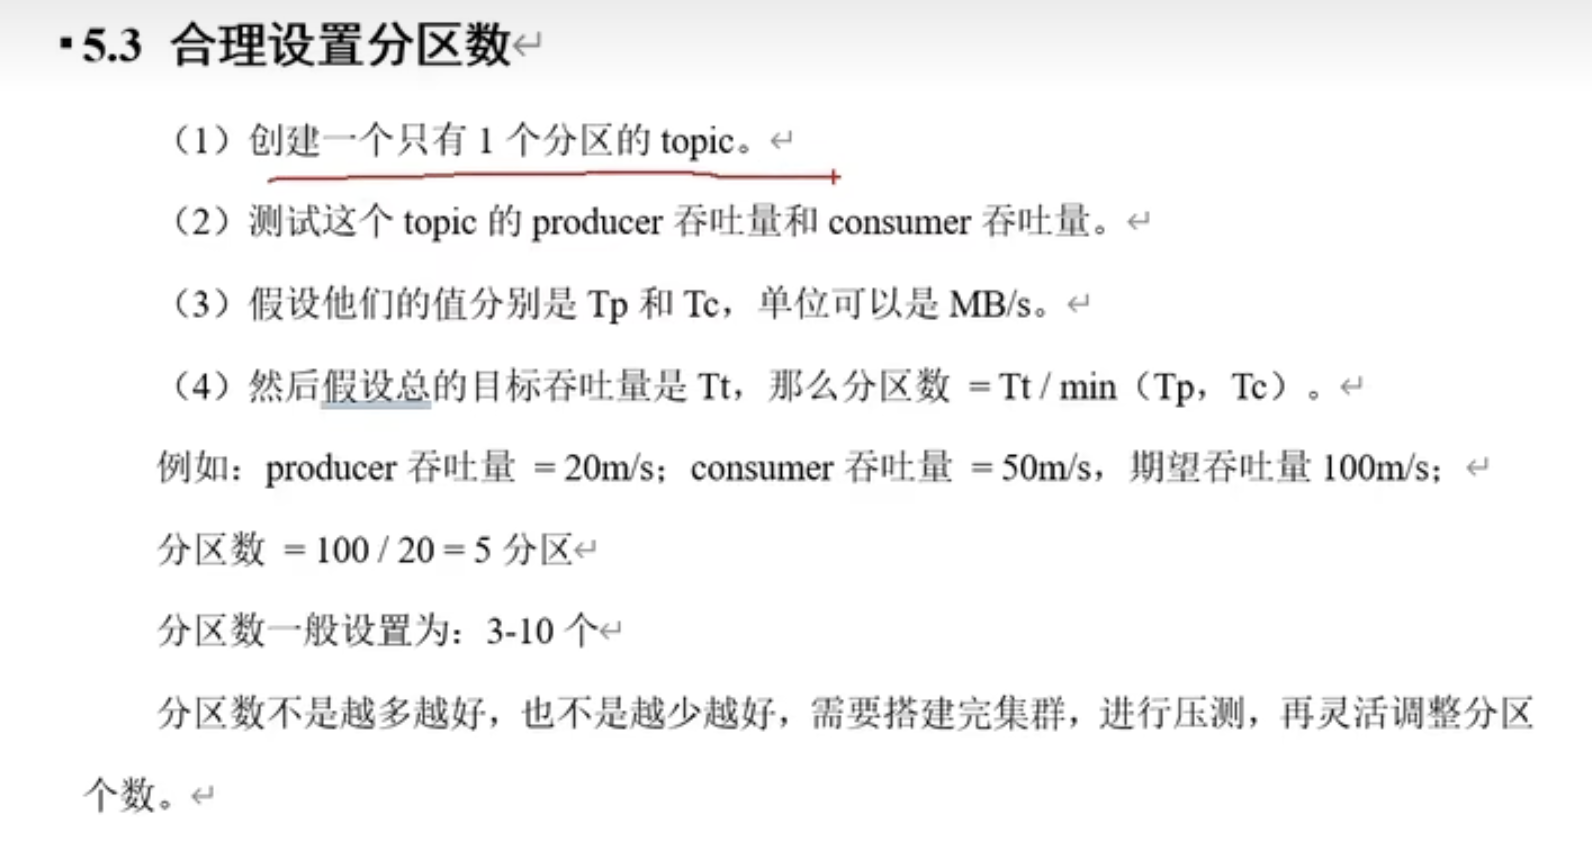 ▪5.3 合理设置分区数↵
（1）创建一个只有 1 个分区的 topic。↵
（2）测试这个 topic 的 producer 吞吐量和 consumer 吞吐量。↵
（3）假设他们的值分别是 Tp 和 Tc，单位可以是 MB/s。↵
（4）然后假设总的目标吞吐量是 Tt，那么分区数 = Tt / min（Tp，Tc）。↵
例如：producer 吞吐量 = 20m/s；consumer 吞吐量 = 50m/s，期望吞吐量 100m/s；↵
分区数 = 100 / 20 = 5 分区↵
分区数一般设置为：3-10 个↵
分区数不是越多越好，也不是越少越好，需要搭建完集群，进行压测，再灵活调整分区
个数。↵